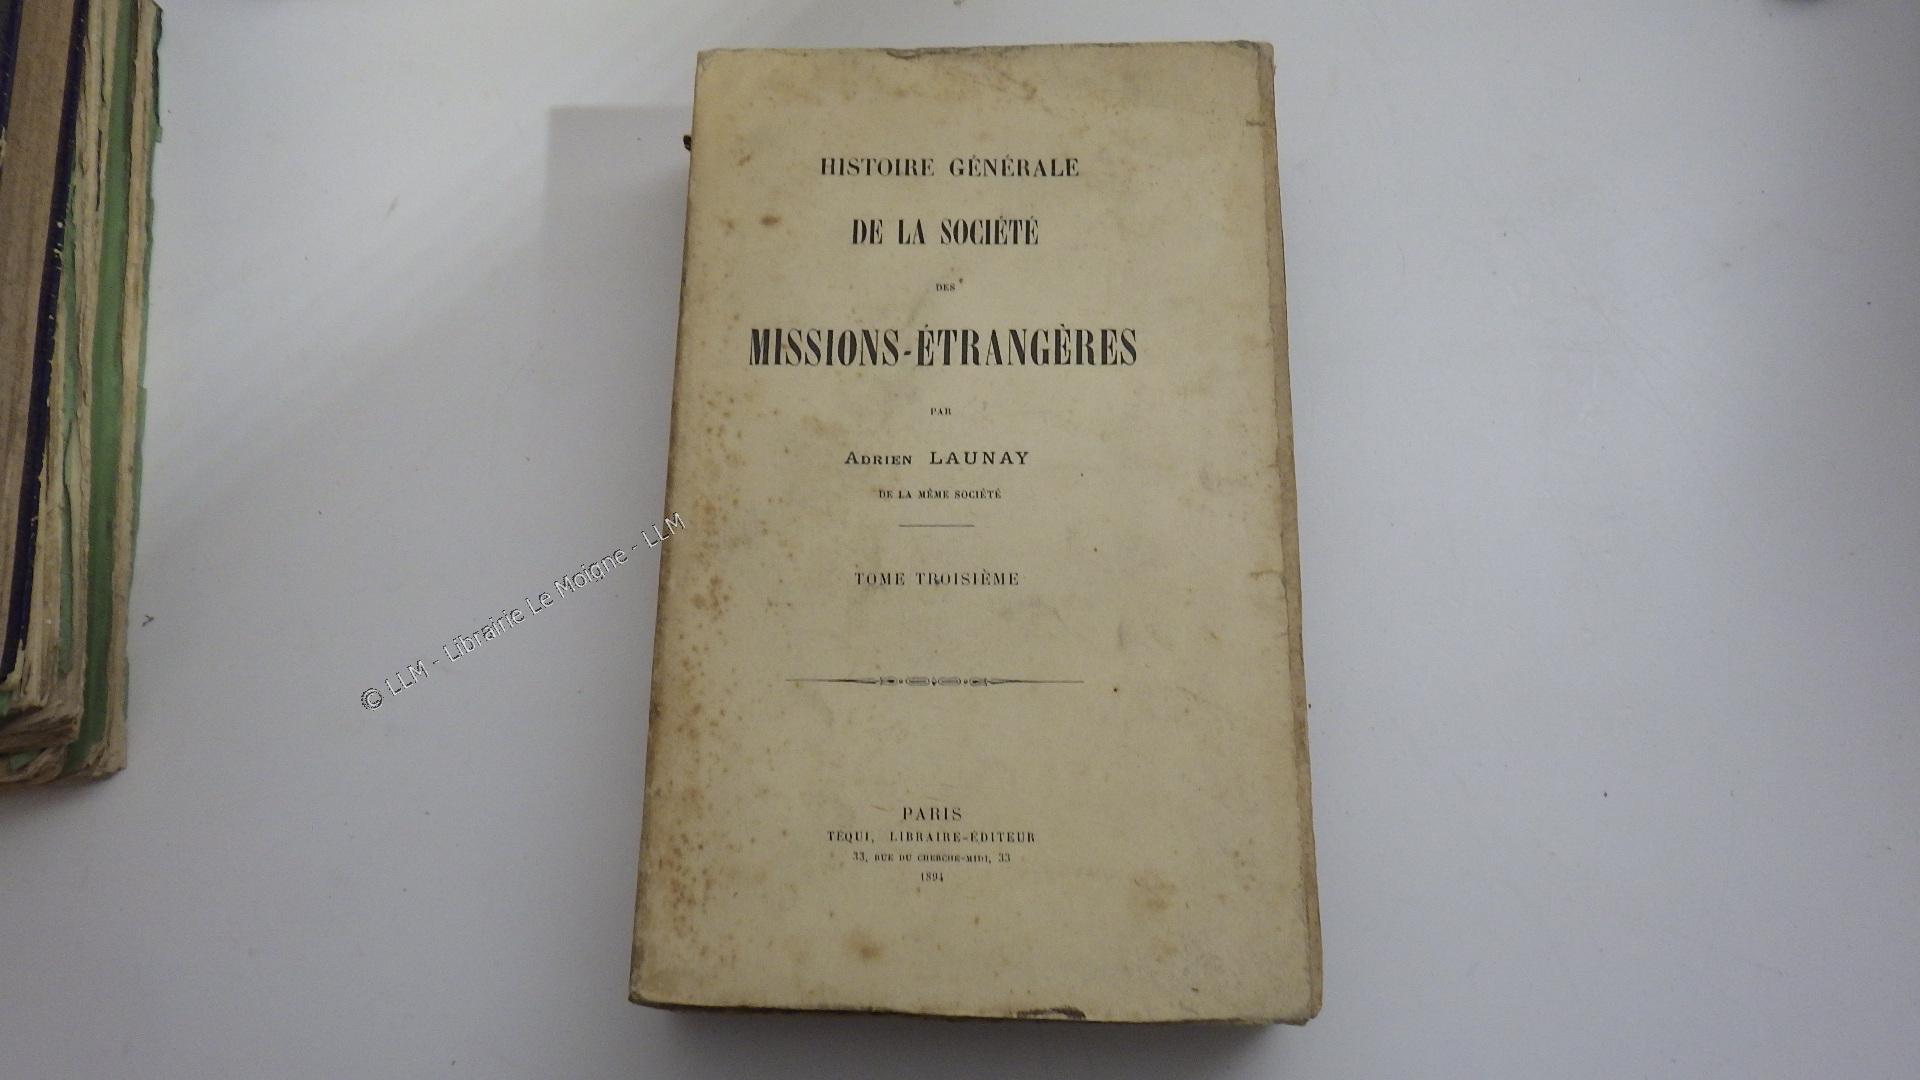 HISTOIRE GÉNÉRALE
DE LA SOCIÉTÉ
DES
MISSIONS-ÉTRANGÈRES
PAR
ADRIEN LAUNAY
DE LA MÊME SOCIÉTÉ
TOME TROISIÈME
PARIS
TÉQUI, LIBRAIRE-ÉDITEUR
33, RUE DU CHERCHE-MIDI, 33
1894
© LLM - Librairie Le Moigne - LLM